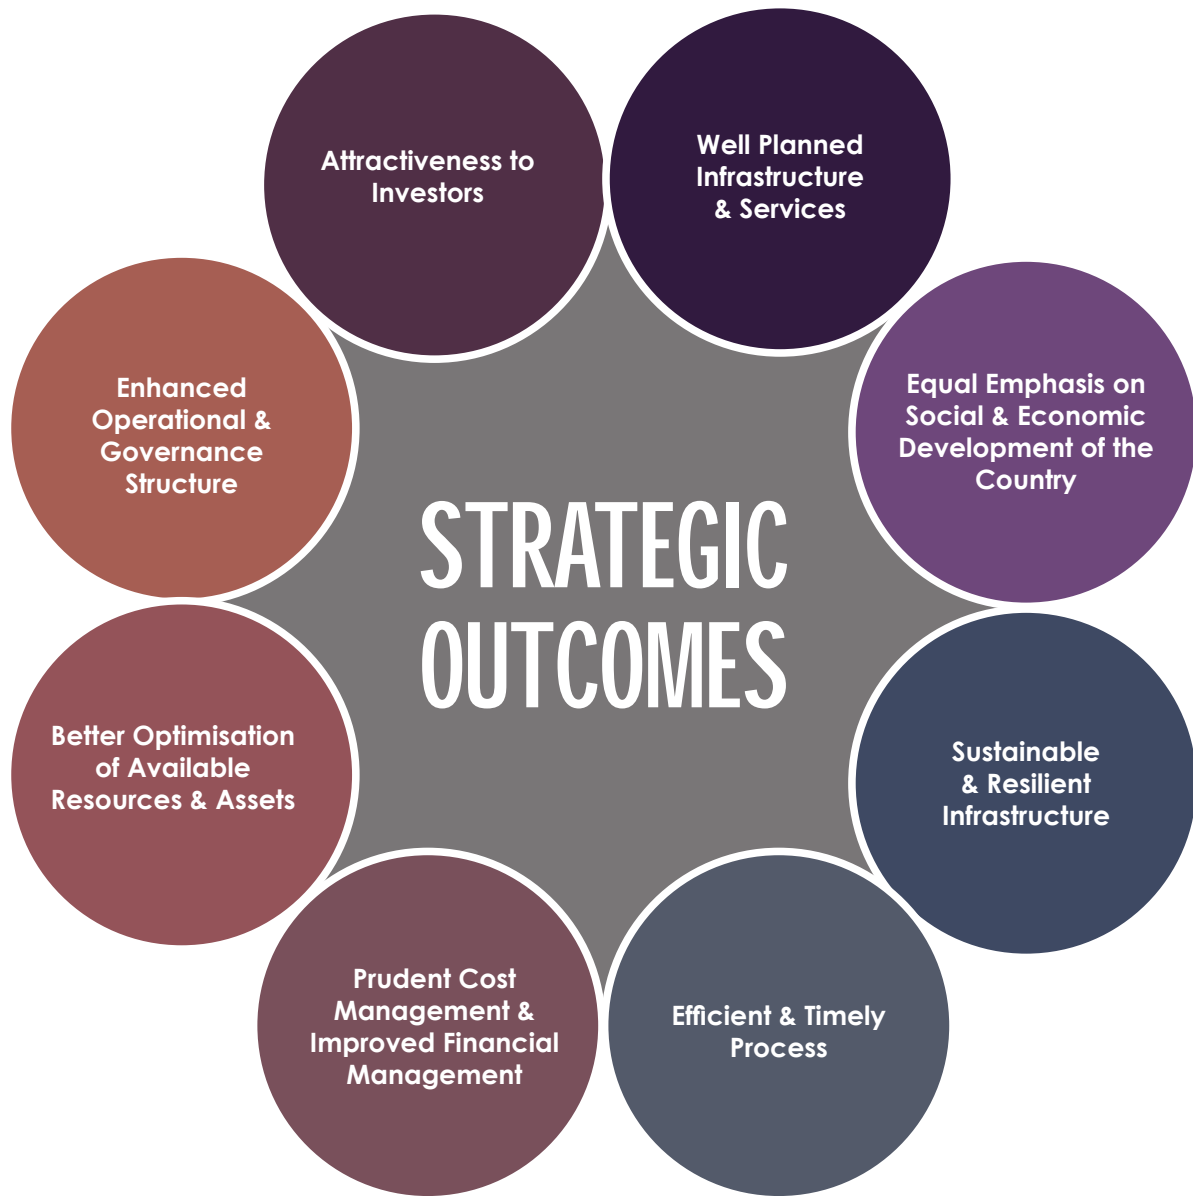 Attractiveness to
Investors
Well Planned
Infrastructure
& Services
Enhanced
Operational &
Governance
Structure
Equal Emphasis on
Social & Economic
Development of the
Country
STRATEGIC
OUTCOMES
Better Optimisation
of Available
Resources & Assets
Sustainable
& Resilient
Infrastructure
Prudent Cost
Management &
Improved Financial
Management
Efficient & Timely
Process